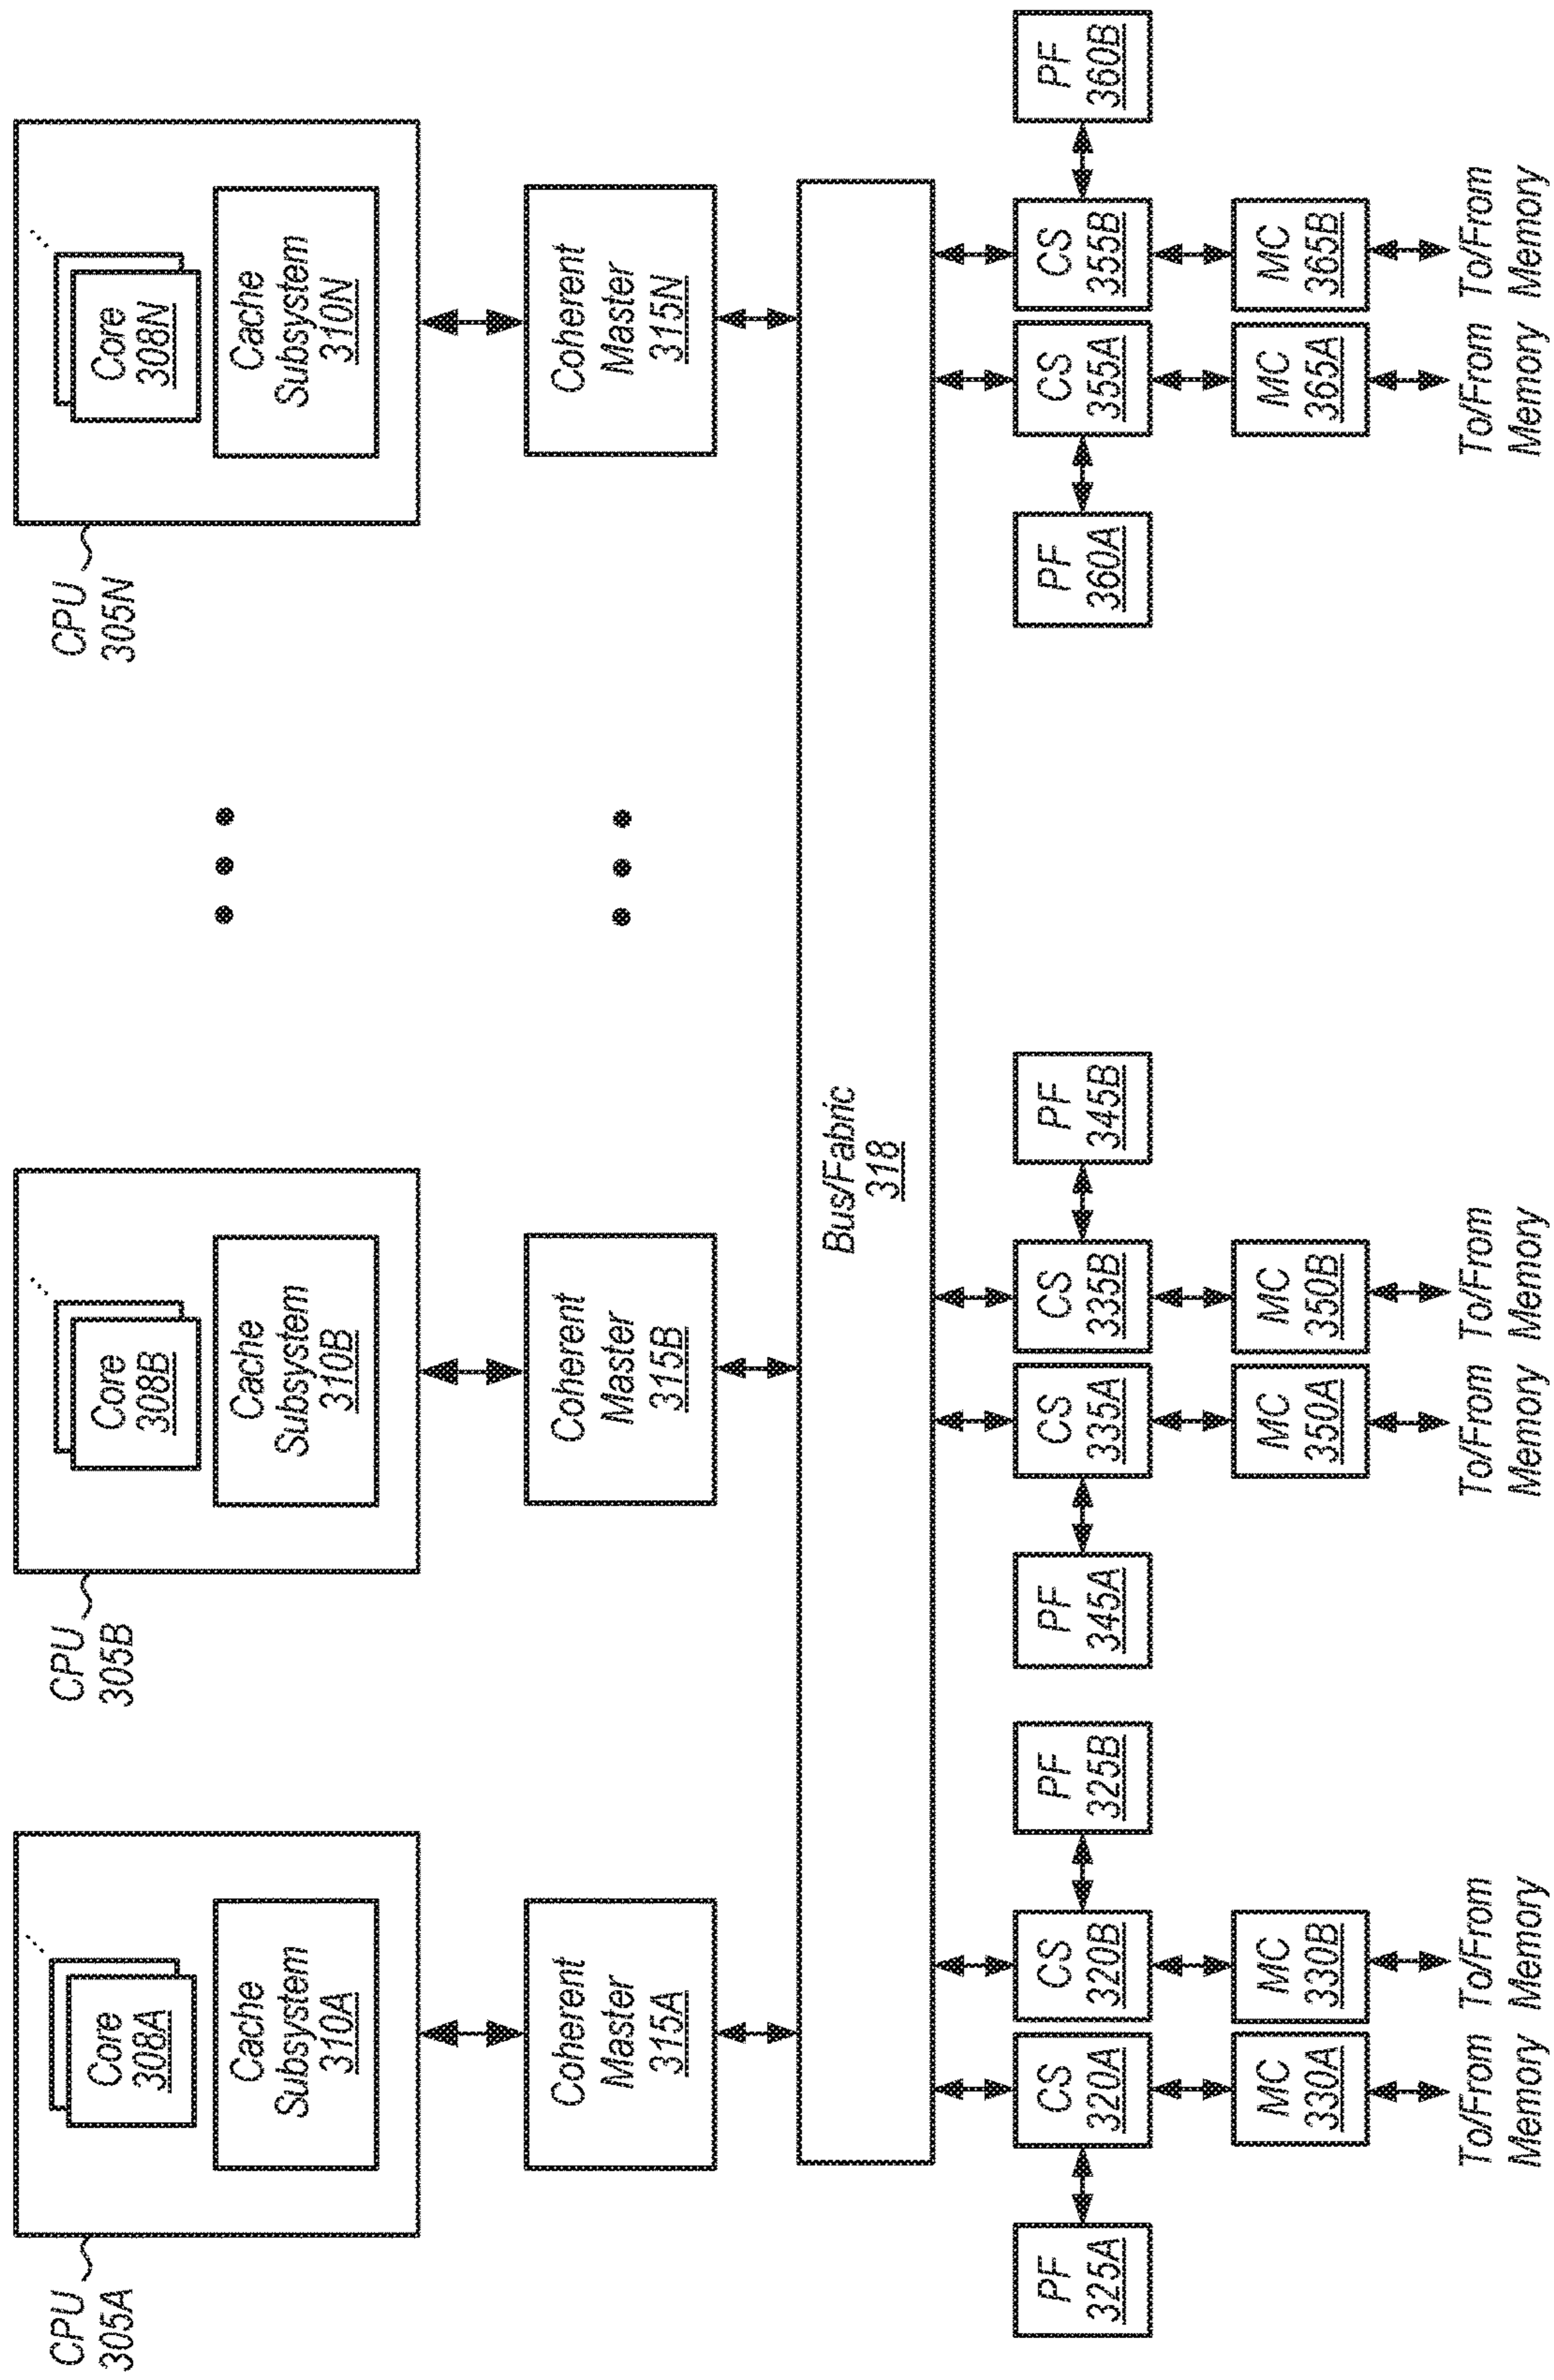 CPU
305A
Core
308A
Cache
Subsystem
310A
CPU
305B
Core
308B
Cache
Subsystem
310B
CPU
305N
Core
308N
Cache
Subsystem
310N
Coherent
Master
315A
Coherent
Master
315B
Coherent
Master
315N
Bus/Fabric
318
PF
325A
CS
320A
CS
320B
PF
325B
PF
345A
CS
335A
CS
335B
PF
345B
PF
360A
CS
355A
CS
355B
PF
360B
MC
330A
MC
330B
MC
350A
MC
350B
MC
365A
MC
365B
To/From
Memory
To/From
Memory
To/From
Memory
To/From
Memory
To/From
Memory
To/From
Memory